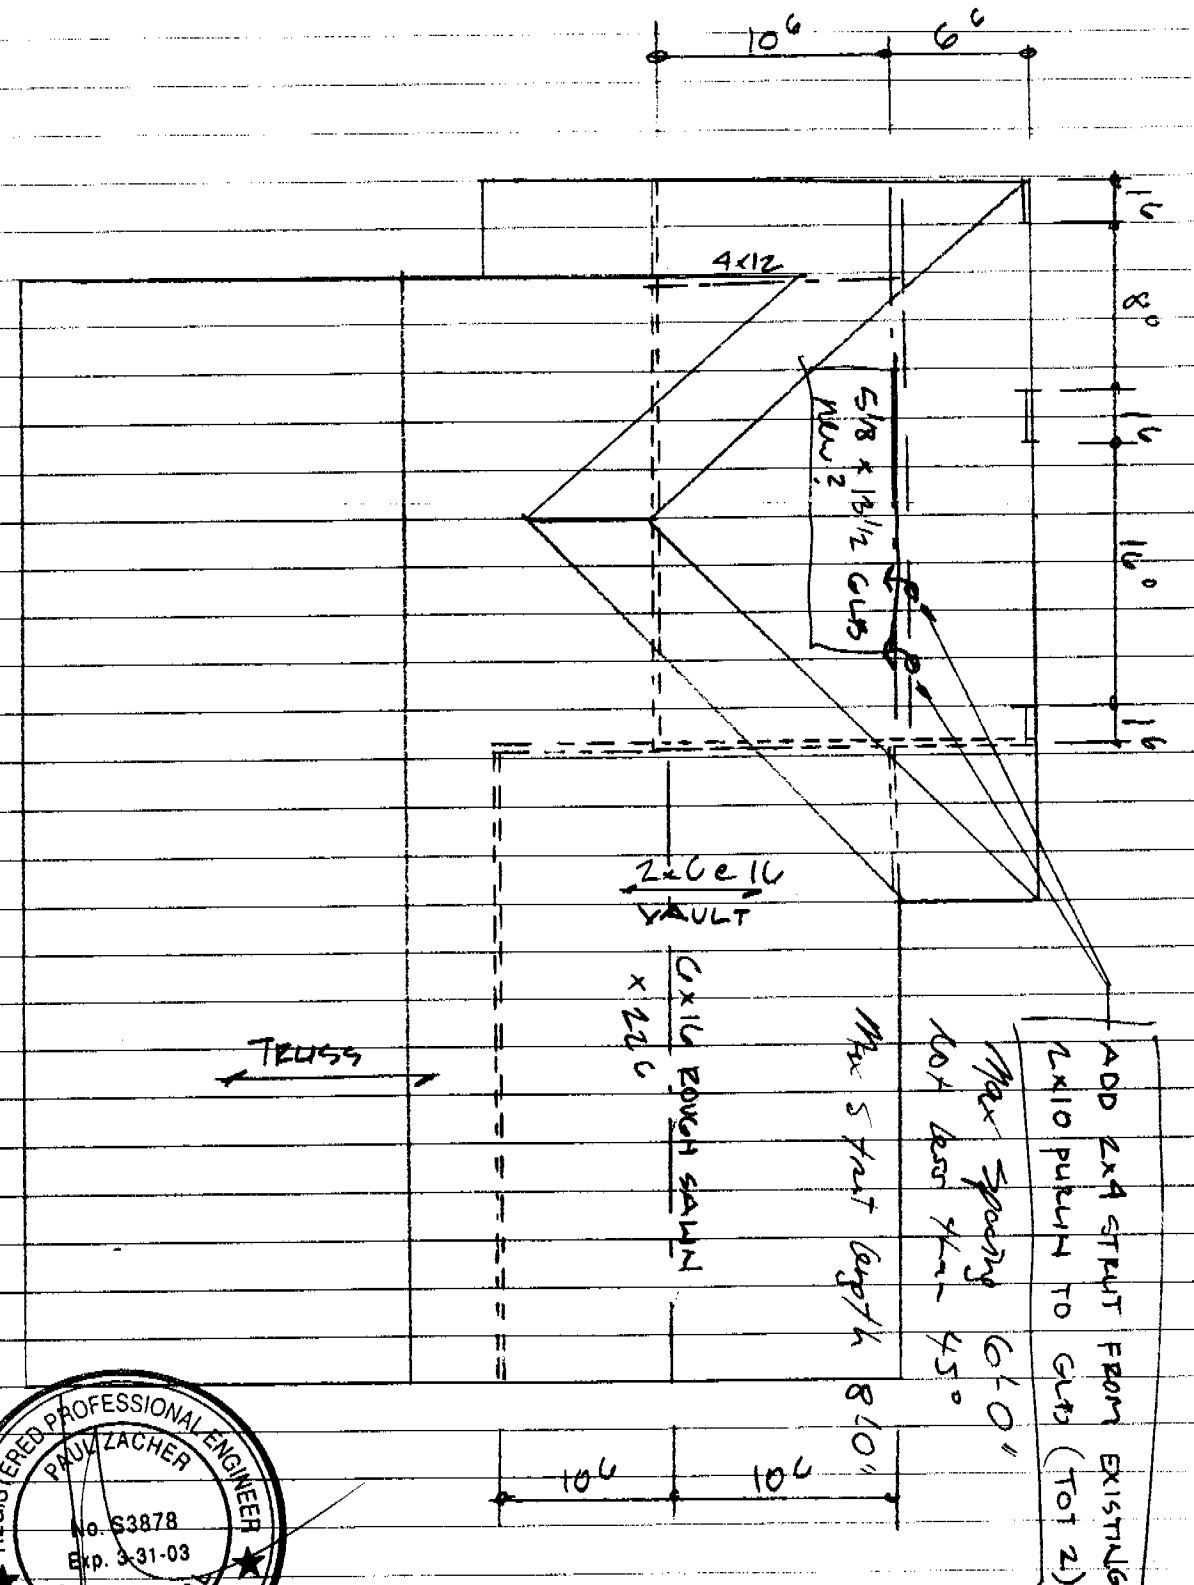 10⁶
6⁶
1⁶
8⁰
1⁶
16⁰
1⁶
4x12
5 1/8 x 13 1/2 GLB
new?
2x6 @ 16
VAULT
6x16 ROUGH SAWN
x 22⁶
TRUSS
ADD 2x4 STRUT FROM EXISTING
2x10 PURLIN TO GLB (TOT 2)
Max Spacing 6'-0"
Not less than 45°
Max Strut length 8'-0"
10⁶
10⁶
REGISTERED PROFESSIONAL ENGINEER
PAUL ZACHER
No. S3878
Exp. 3-31-03